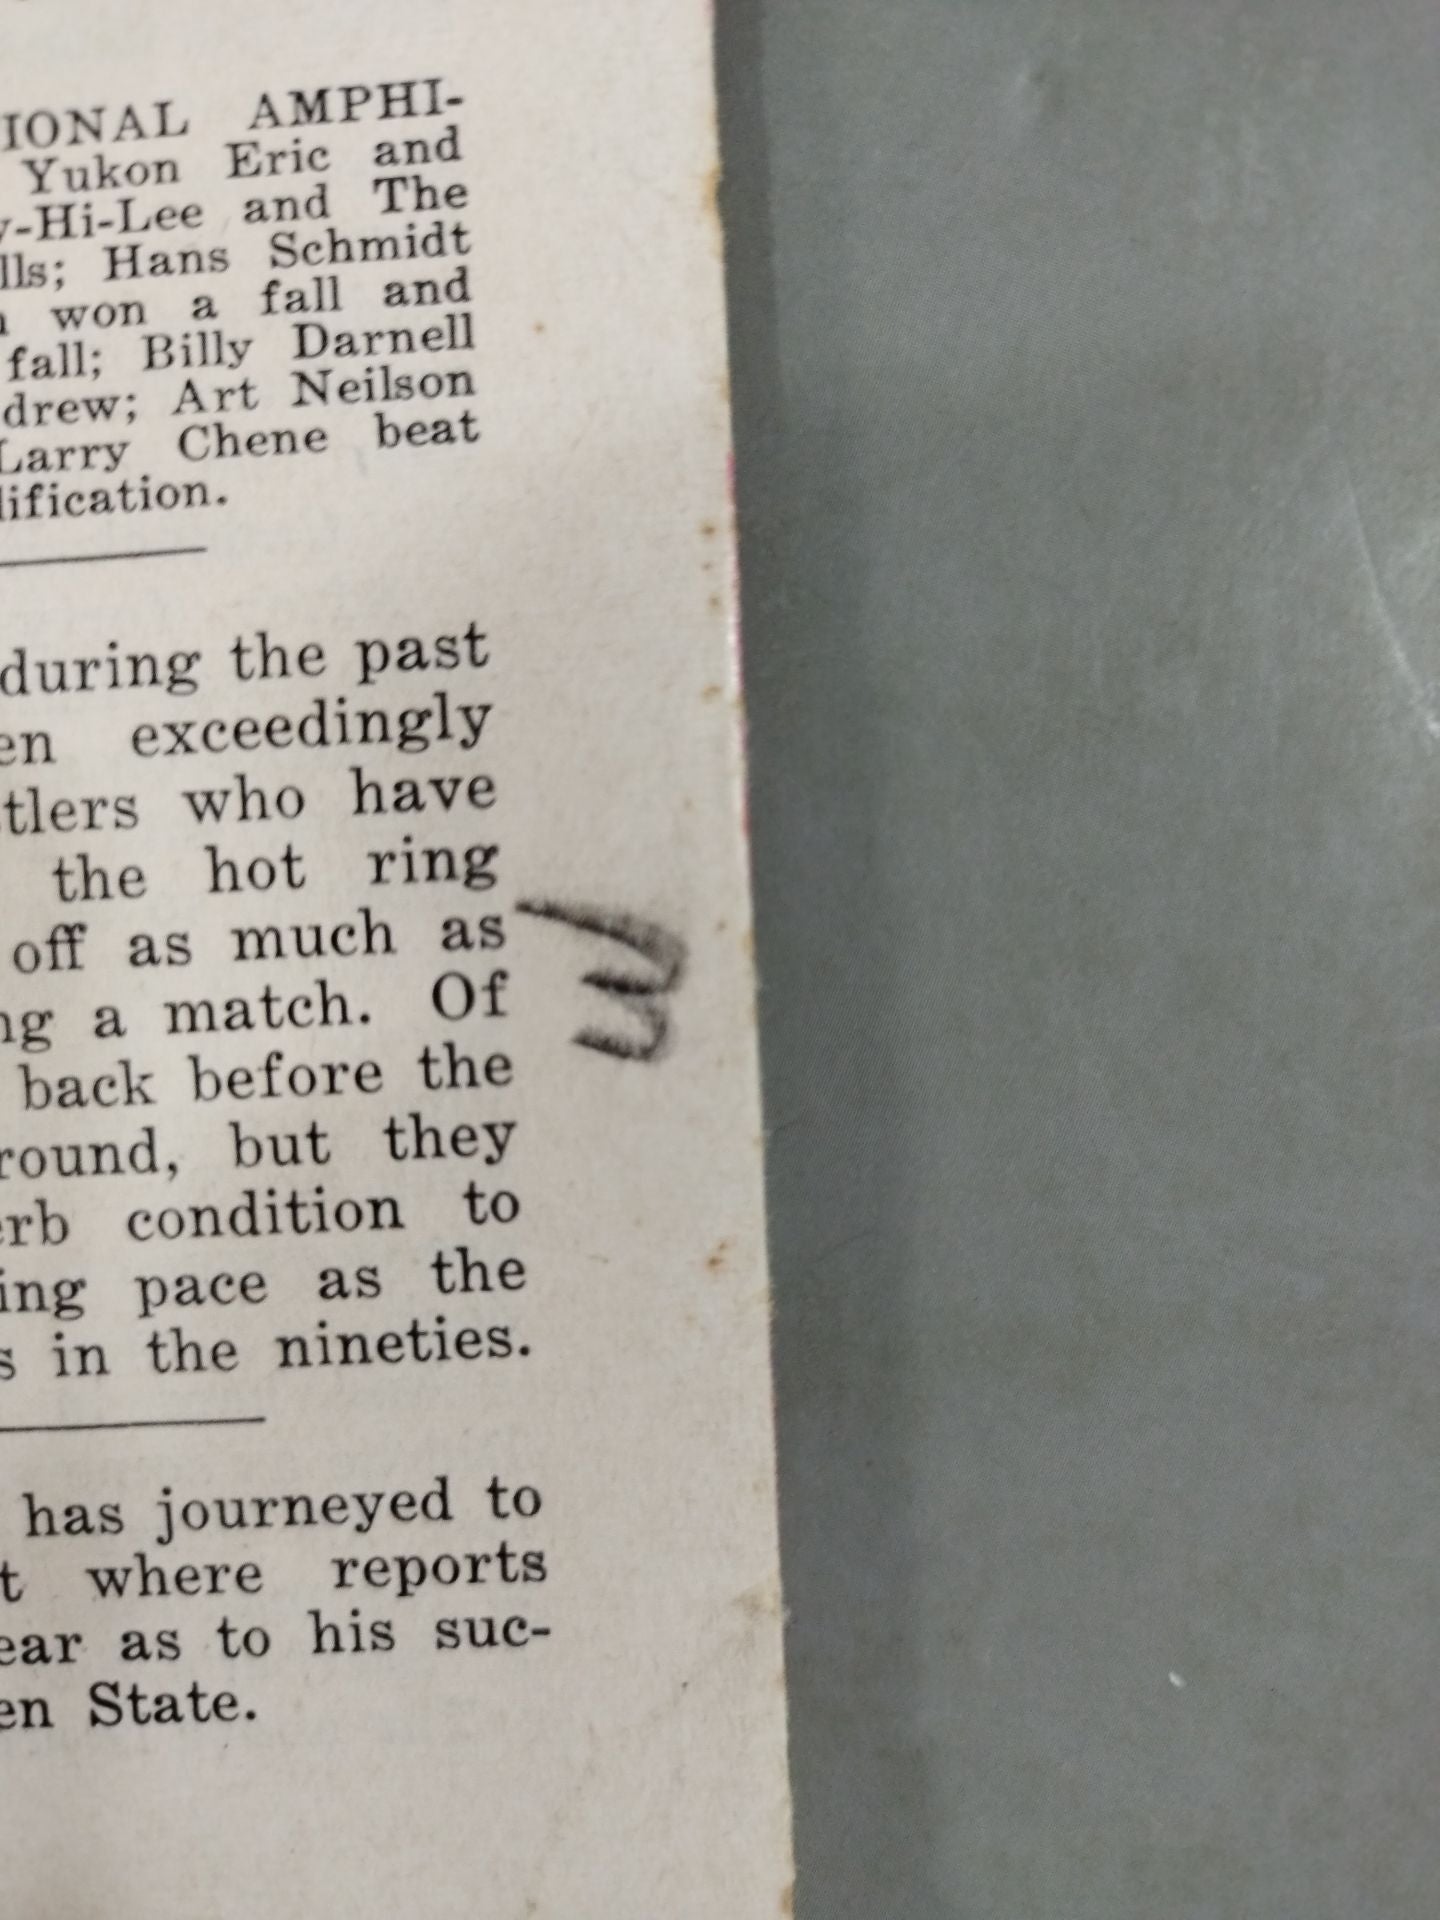 IONAL AMPHI-
Yukon Eric and
y-Hi-Lee and The
lls; Hans Schmidt
won a fall and
fall; Billy Darnell
drew; Art Neilson
Larry Chene beat
lification.
during the past
en exceedingly
tlers who have
the hot ring
off as much as
ng a match. Of
back before the
round, but they
erb condition to
ing pace as the
s in the nineties.
has journeyed to
t where reports
ear as to his suc-
en State.